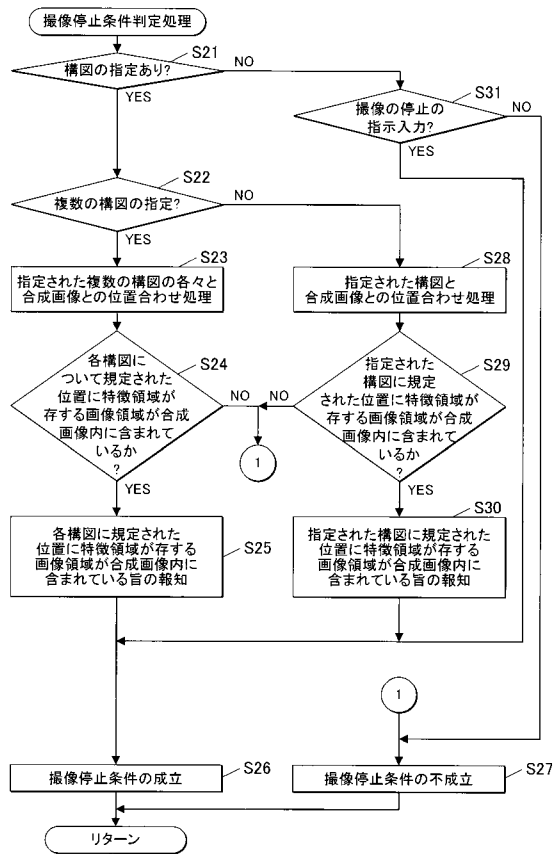 撮像停止条件判定処理
S21
構図の指定あり?
NO
YES
S31
撮像の停止の
指示入力?
NO
YES
S22
複数の構図の指定?
NO
YES
S23
指定された複数の構図の各々と
合成画像との位置合わせ処理
S28
指定された構図と
合成画像との位置合わせ処理
S24
各構図に
ついて規定された
位置に特徴領域が
存する画像領域が合成
画像内に含まれて
いるか
?
NO
YES
S29
指定された
構図に規定
された位置に特徴領域が
存する画像領域が合成
画像内に含まれて
いるか
?
NO
YES
1
S25
各構図に規定された
位置に特徴領域が存する
画像領域が合成画像内に
含まれている旨の報知
S30
指定された構図に規定された
位置に特徴領域が存する
画像領域が合成画像内に
含まれている旨の報知
1
S26
撮像停止条件の成立
S27
撮像停止条件の不成立
リターン